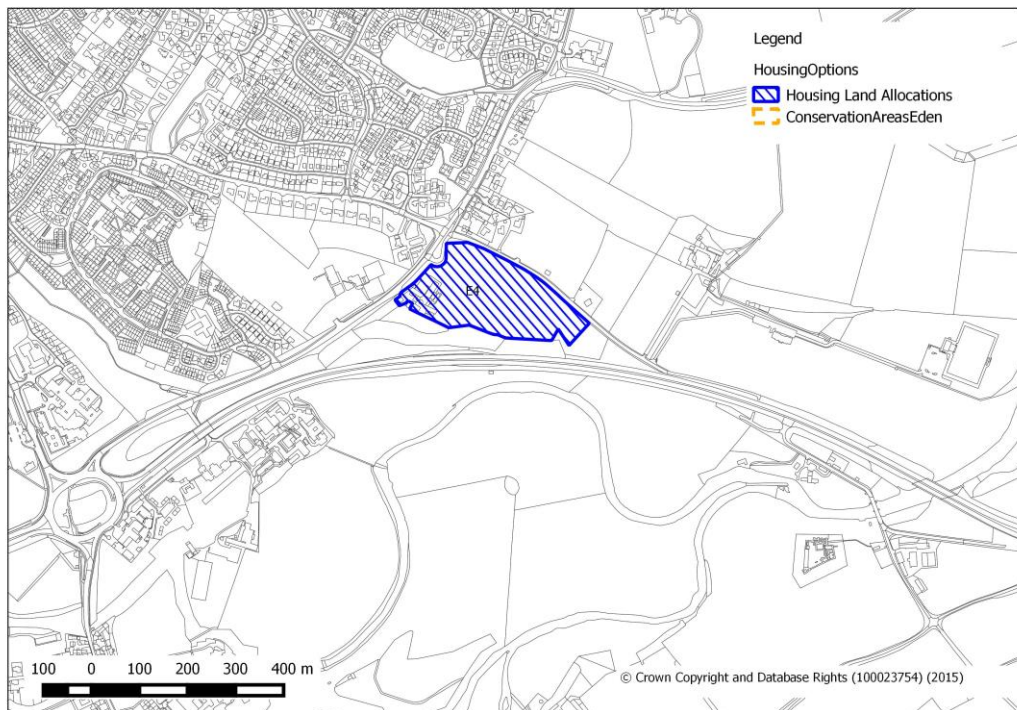 Legend
HousingOptions
Housing Land Allocations
ConservationAreasEden
E4
100 0 100 200 300 400 m
© Crown Copyright and Database Rights (100023754) (2015)